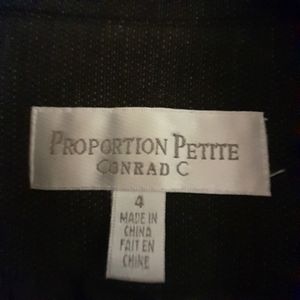 PROPORTION PETITE
CONRAD C
4
MADE IN
CHINA
FAIT EN
CHINE